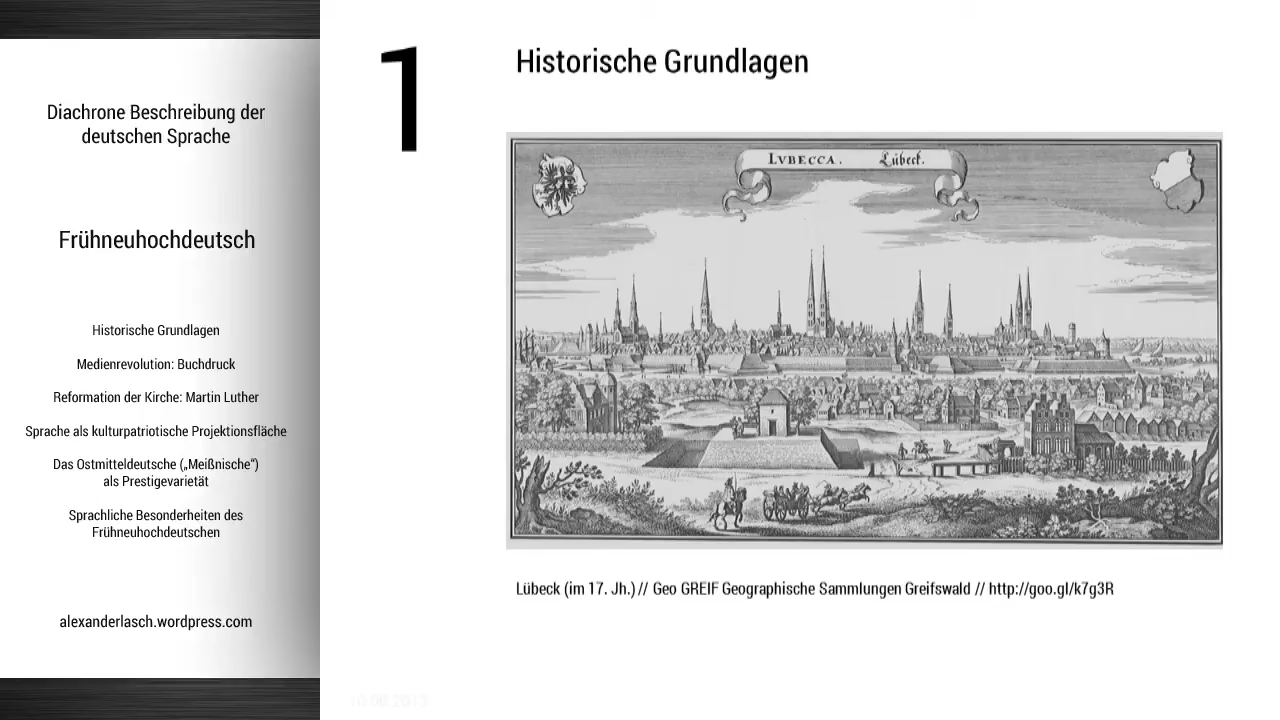 Diachrone Beschreibung der
deutschen Sprache
Frühneuhochdeutsch
Historische Grundlagen
Medienrevolution: Buchdruck
Reformation der Kirche: Martin Luther
Sprache als kulturpatriotische Projektionsfläche
Das Ostmitteldeutsche („Meißnische“)
als Prestigevarietät
Sprachliche Besonderheiten des
Frühneuhochdeutschen
alexanderlasch.wordpress.com
1
Historische Grundlagen
LVBECCA. Lübeck.
Lübeck (im 17. Jh.) // Geo GREIF Geographische Sammlungen Greifswald // http://goo.gl/k7g3R